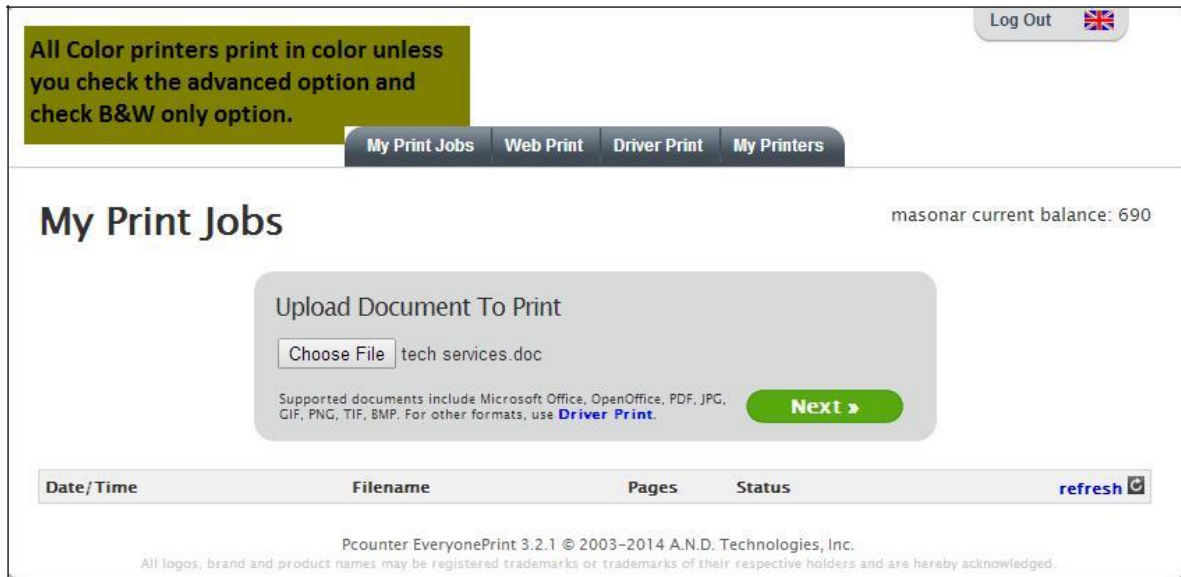 Log Out
All Color printers print in color unless
you check the advanced option and
check B&W only option.
My Print Jobs Web Print Driver Print My Printers
My Print Jobs
masonar current balance: 690
Upload Document To Print
Choose File tech services.doc
Supported documents include Microsoft Office, OpenOffice, PDF, JPG,
GIF, PNG, TIF, BMP. For other formats, use Driver Print.
Next »
Date/Time Filename Pages Status refresh
Pcounter EveryonePrint 3.2.1 © 2003-2014 A.N.D. Technologies, Inc.
All logos, brand and product names may be registered trademarks or trademarks of their respective holders and are hereby acknowledged.